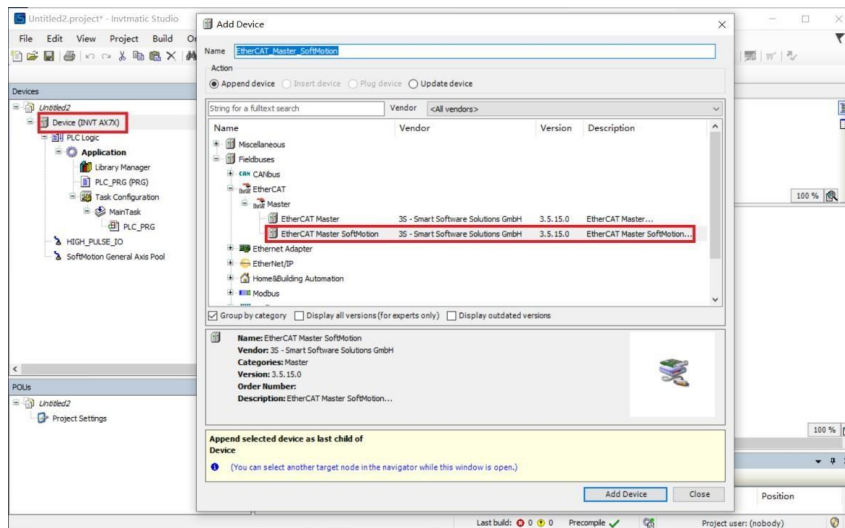 Untitled2.project* - Invtmatic Studio
File Edit View Project Build
Devices
Untitled2
Device (INVT AX7X)
PLC Logic
Application
Library Manager
PLC_PRG (PRG)
Task Configuration
MainTask
PLC_PRG
HIGH_PULSE_IO
SoftMotion General Axis Pool
POUs
Untitled2
Project Settings
Add Device
Name EtherCAT_Master_SoftMotion
Action
Append device Insert device Plug device Update device
String for a fulltext search Vendor <All vendors>
Name Vendor Version Description
Miscellaneous
Fieldbuses
CAN CANbus
EtherCAT
Master
EtherCAT Master 3S - Smart Software Solutions GmbH 3.5.15.0 EtherCAT Master...
EtherCAT Master SoftMotion 3S - Smart Software Solutions GmbH 3.5.15.0 EtherCAT Master SoftMotion...
Ethernet Adapter
EtherNet/IP
Home&Building Automation
Modbus
Group by category Display all versions (for experts only) Display outdated versions
Name: EtherCAT Master SoftMotion
Vendor: 3S - Smart Software Solutions GmbH
Categories: Master
Version: 3.5.15.0
Order Number:
Description: EtherCAT Master SoftMotion...
Append selected device as last child of
Device
(You can select another target node in the navigator while this window is open.)
Add Device Close
100 %
100 %
Position
Last build: 0 0 Precompile Project user: (nobody)